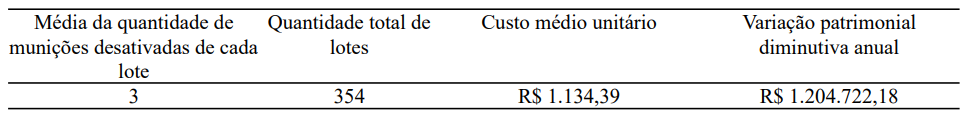 Média da quantidade de munições desativadas de cada lote
Quantidade total de lotes
Custo médio unitário
Variação patrimonial diminutiva anual
3 354 R$ 1.134,39 R$ 1.204.722,18